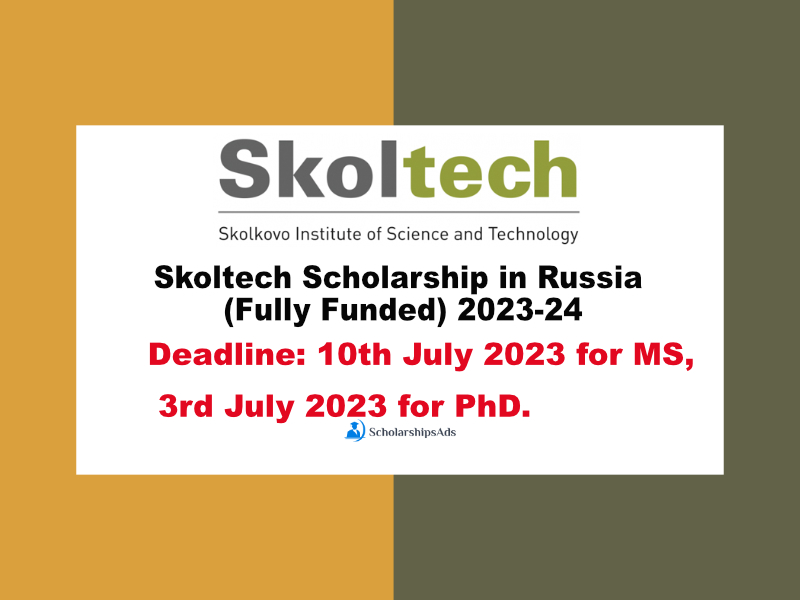 Skoltech
Skolkovo Institute of Science and Technology
Skoltech Scholarship in Russia
(Fully Funded) 2023-24
Deadline: 10th July 2023 for MS,
3rd July 2023 for PhD.
ScholarshipsAds